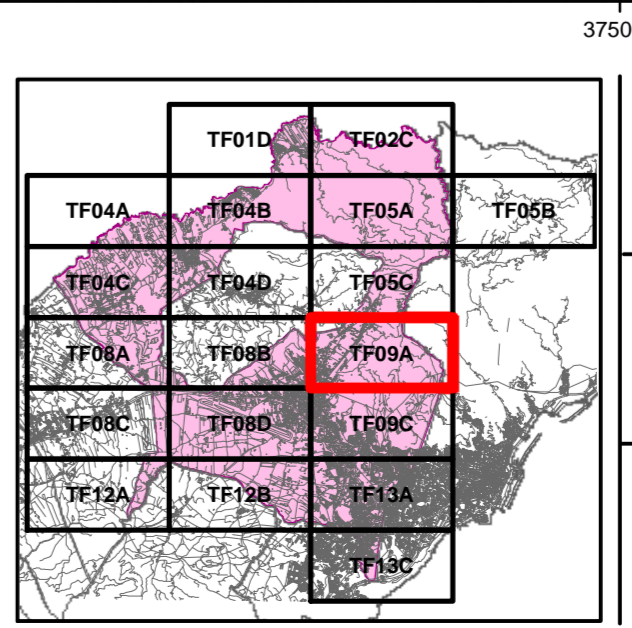 3750
TF01D TF02C
TF04A TF04B TF05A TF05B
TF04C TF04D TF05C
TF08A TF08B TF09A
TF08C TF08D TF09C
TF12A TF12B TF13A
TF13C